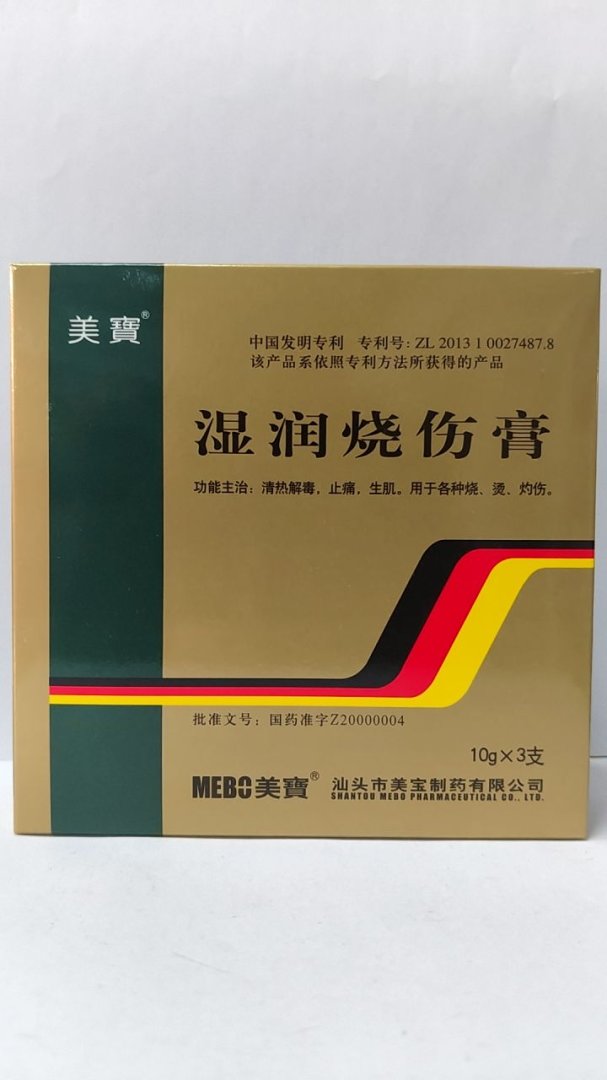 美寶®
中国发明专利 专利号：ZL 2013 1 0027487.8
该产品系依照专利方法所获得的产品
湿润烧伤膏
功能主治：清热解毒，止痛，生肌。用于各种烧、烫、灼伤。
批准文号：国药准字Z20000004
10g×3支
MEBO美寶® 汕头市美宝制药有限公司
SHANTOU MEBO PHARMACEUTICAL CO., LTD.